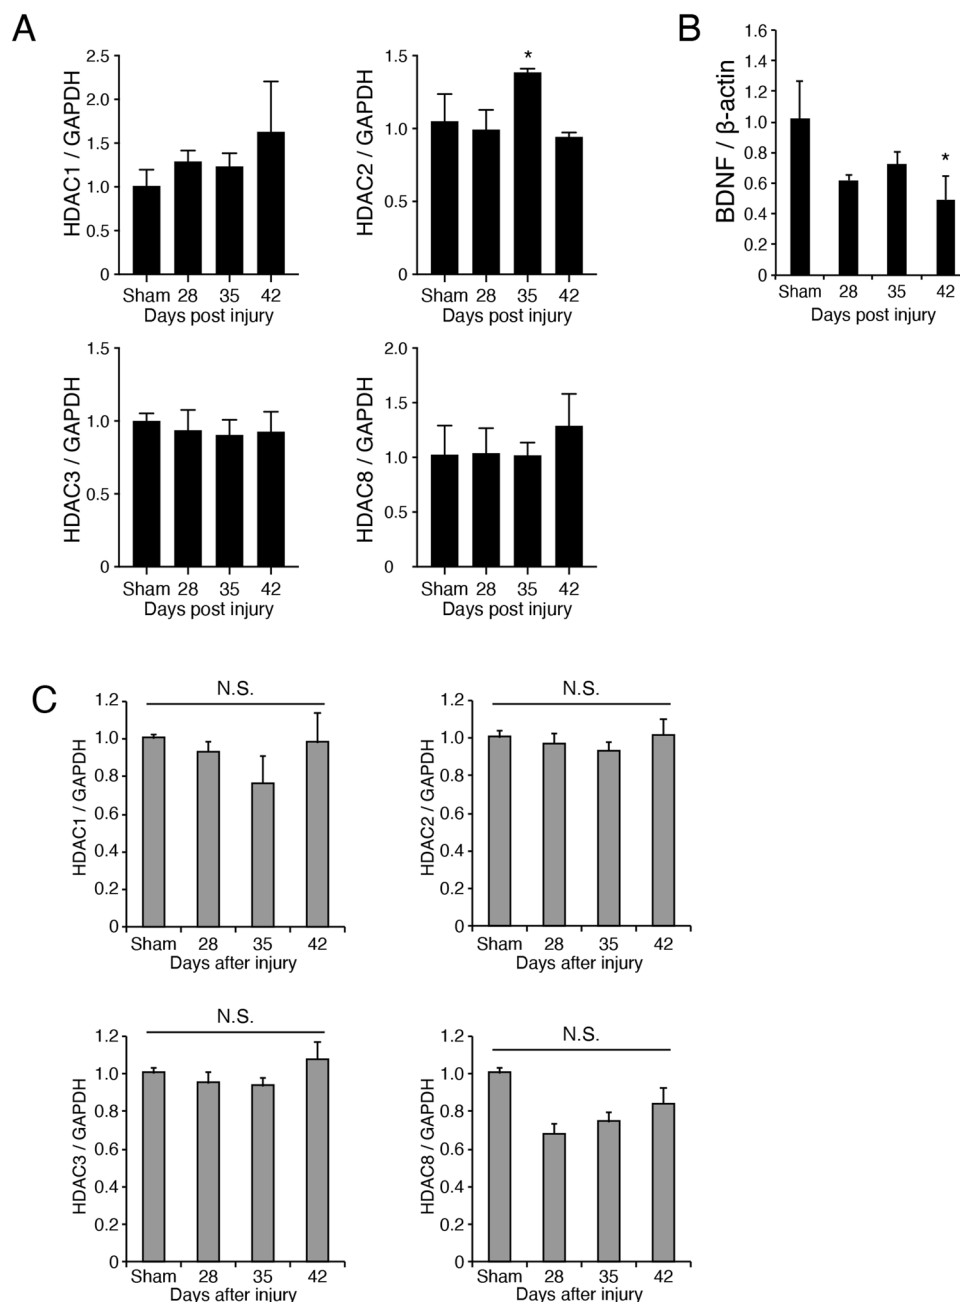 A
HDAC1 / GAPDH
2.5
2.0
1.5
1.0
0.5
0
Sham 28 35 42
Days post injury
HDAC2 / GAPDH
1.5
1.0
0.5
0
*
Sham 28 35 42
Days post injury
B
BDNF / β-actin
1.6
1.4
1.2
1.0
0.8
0.6
0.4
0.2
0
*
Sham 28 35 42
Days post injury
HDAC3 / GAPDH
1.5
1.0
0.5
0
Sham 28 35 42
Days post injury
HDAC8 / GAPDH
2.0
1.5
1.0
0.5
0
Sham 28 35 42
Days post injury
C
N.S.
HDAC1 / GAPDH
1.2
1.0
0.8
0.6
0.4
0.2
0
Sham 28 35 42
Days after injury
N.S.
HDAC2 / GAPDH
1.2
1.0
0.8
0.6
0.4
0.2
0
Sham 28 35 42
Days after injury
N.S.
HDAC3 / GAPDH
1.2
1.0
0.8
0.6
0.4
0.2
0
Sham 28 35 42
Days after injury
N.S.
HDAC8 / GAPDH
1.2
1.0
0.8
0.6
0.4
0.2
0
Sham 28 35 42
Days after injury